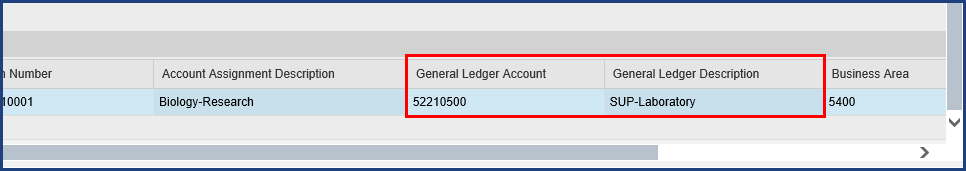 n Number Account Assignment Description General Ledger Account General Ledger Description Business Area
10001 Biology-Research 52210500 SUP-Laboratory 5400